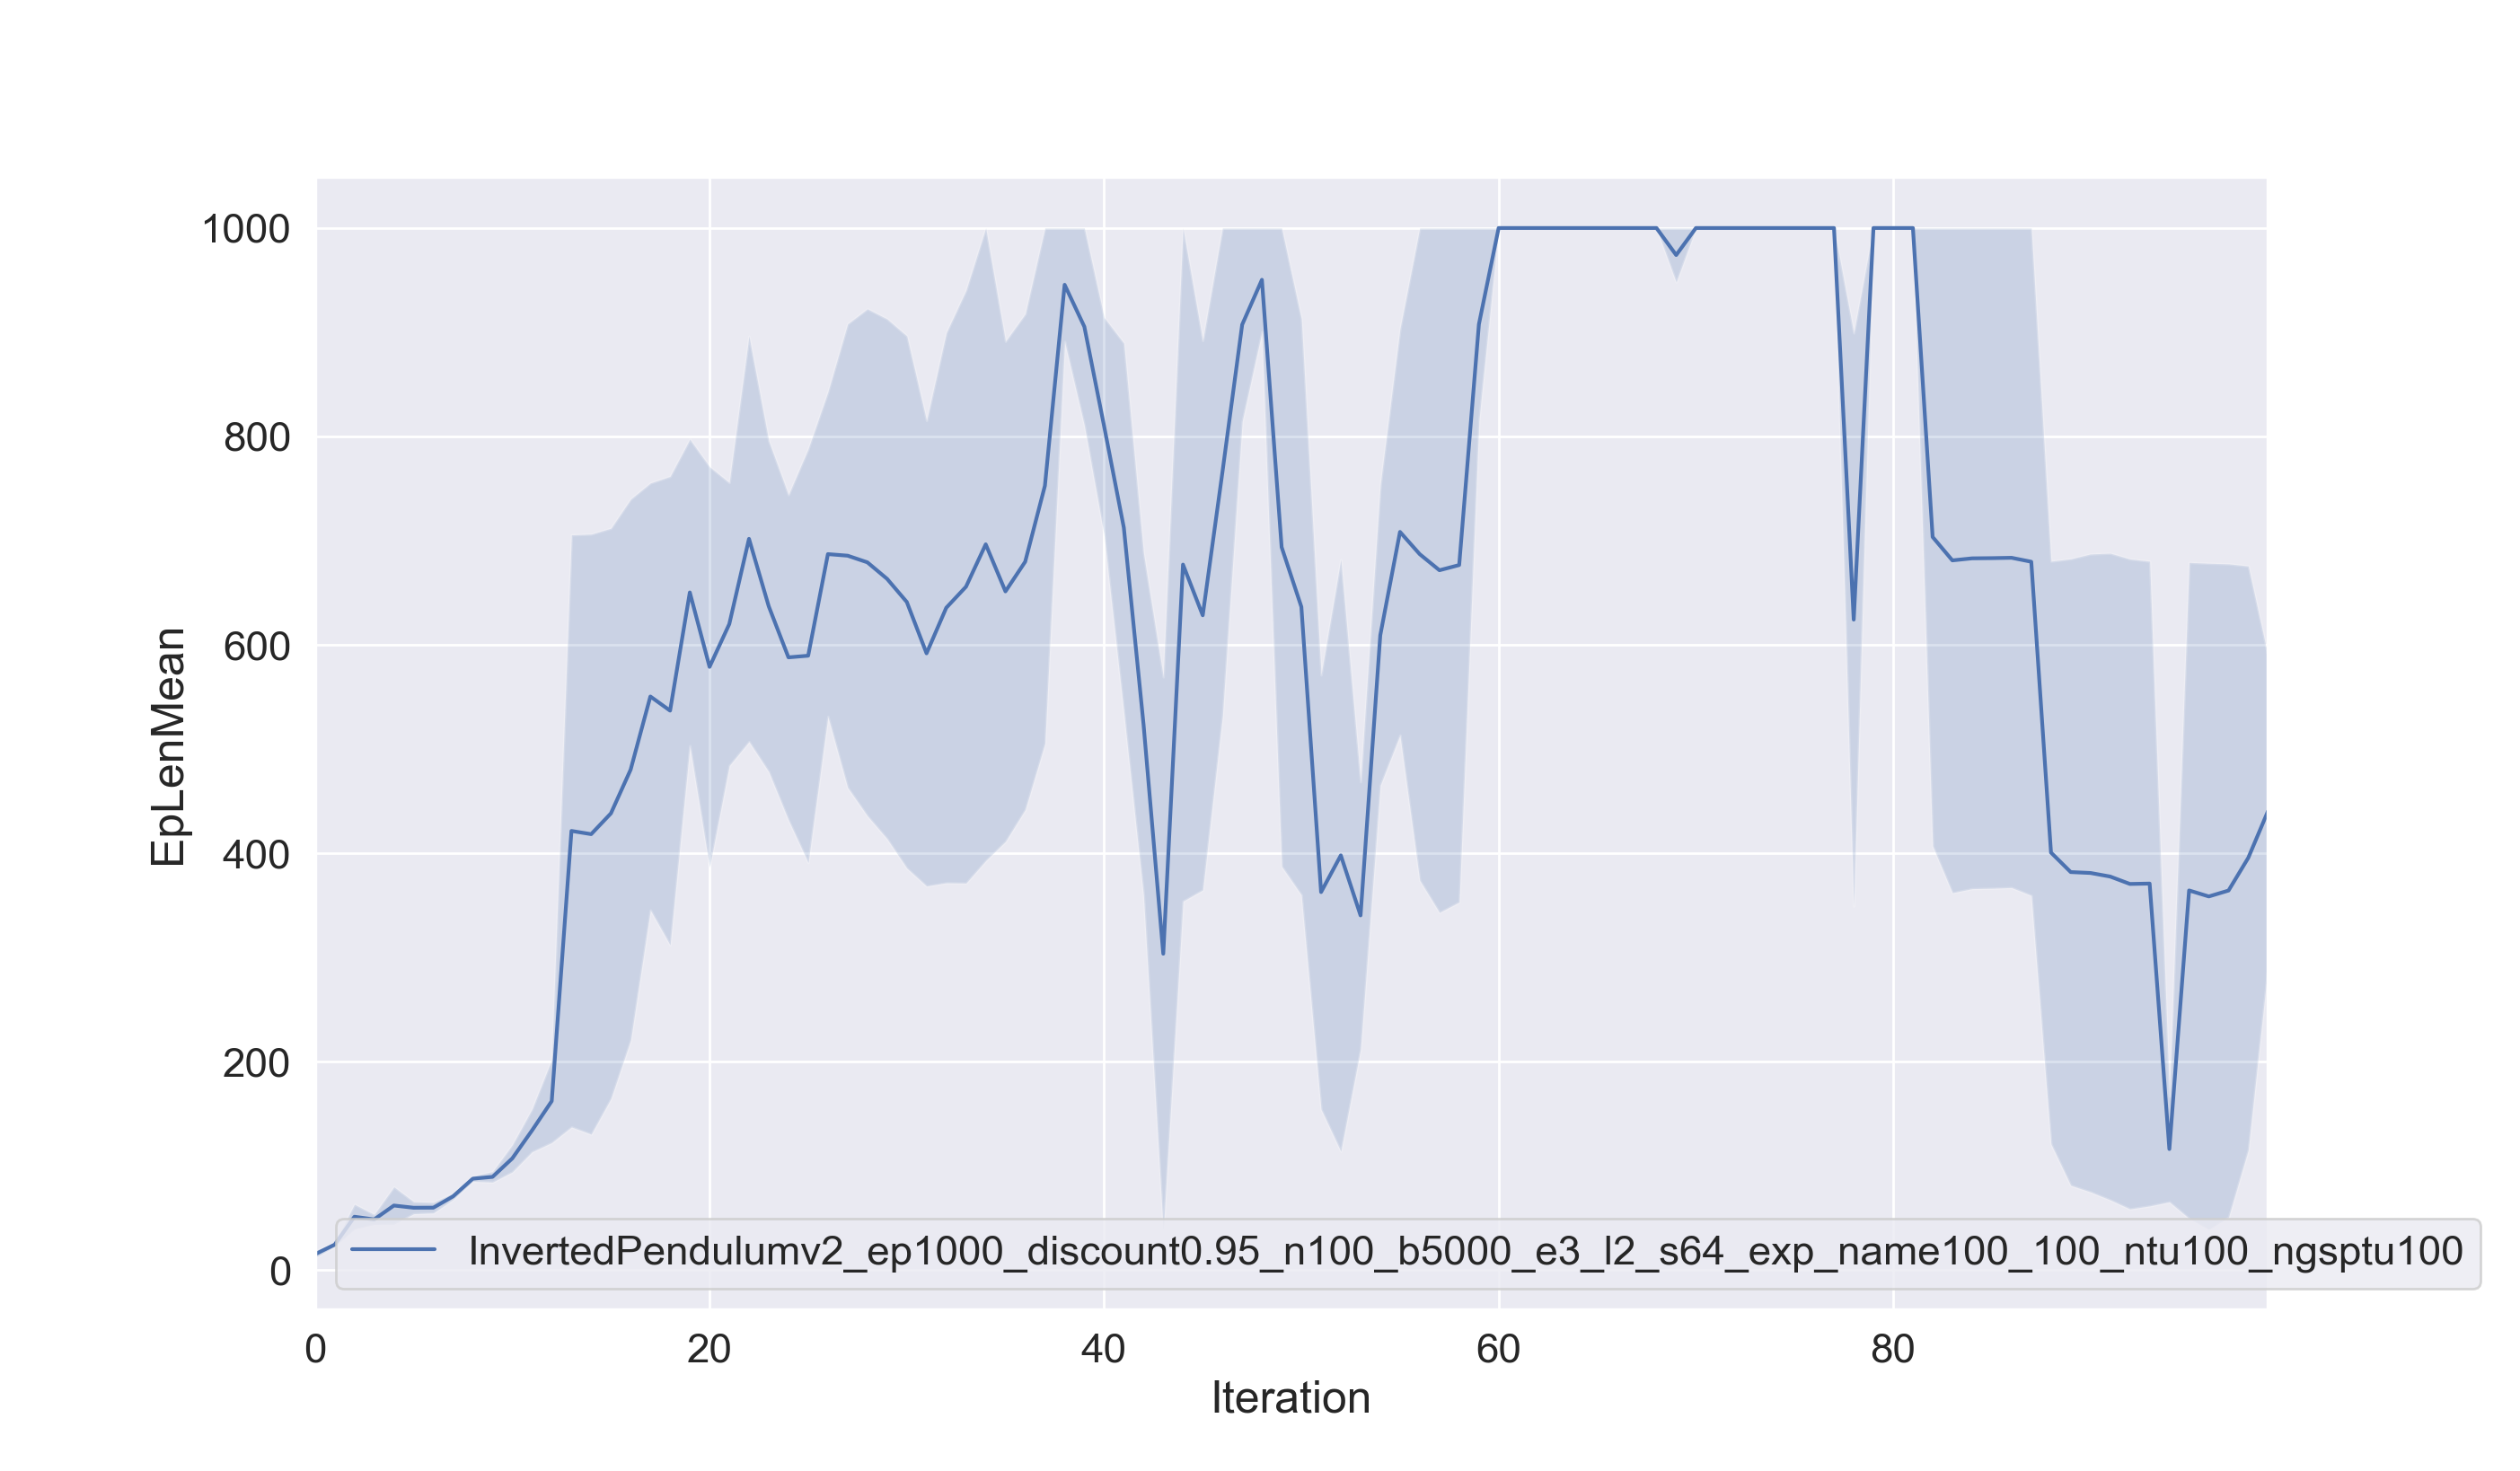 1000
800
600
400
200
0
EpLenMean
InvertedPendulumv2_ep1000_discount0.95_n100_b5000_e3_l2_s64_exp_name100_100_ntu100_ngsptu100
0 20 40 60 80
Iteration